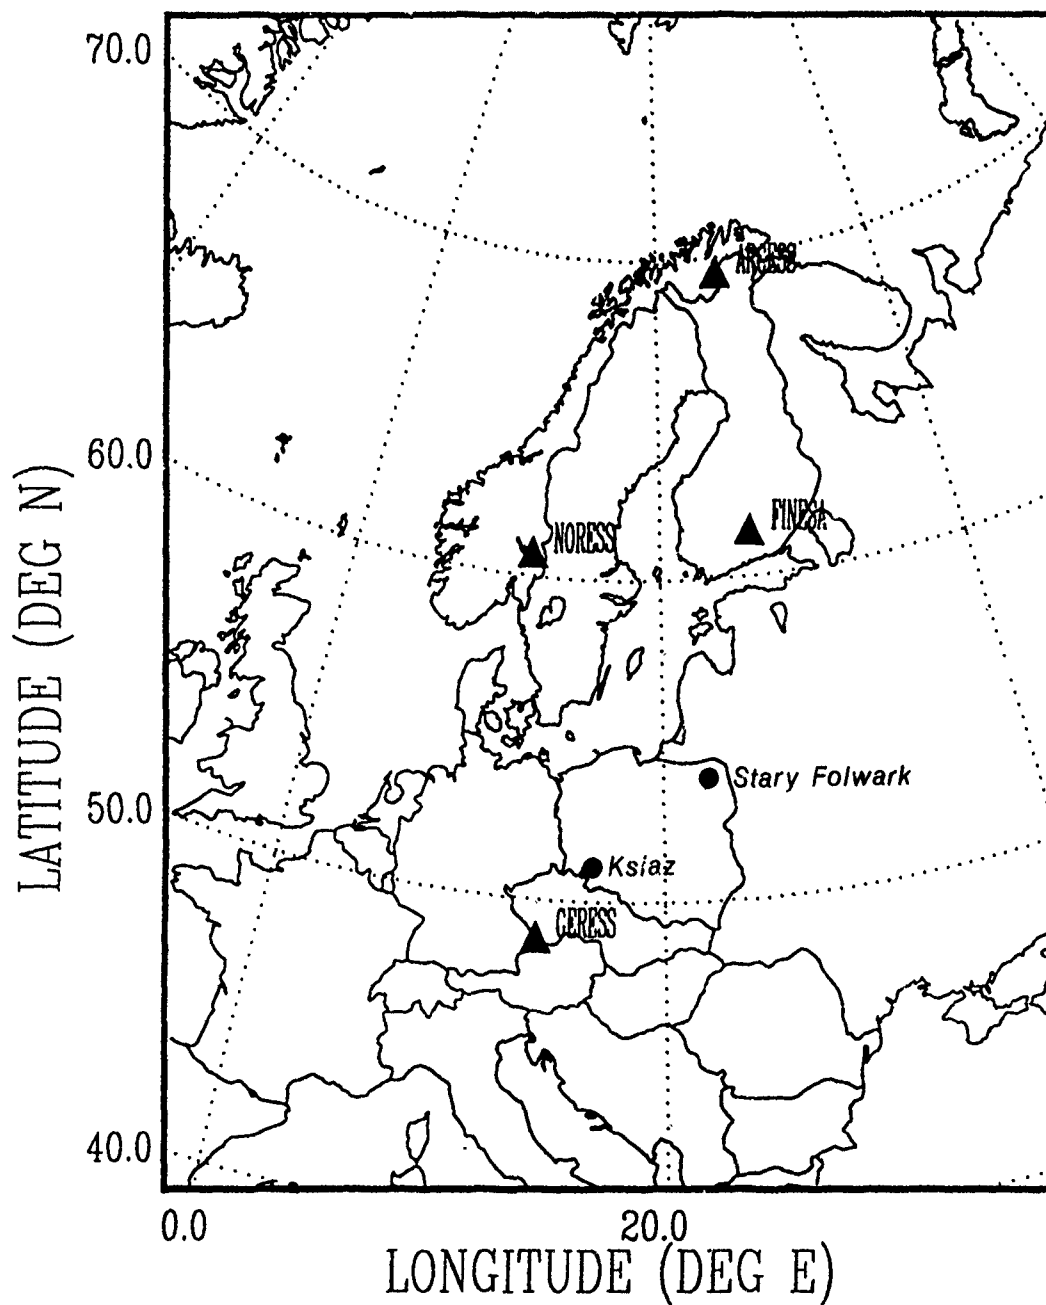 70.0
ARCESS
60.0
FINESA
NORESS
50.0
Stary Folwark
Ksiaz
CERESS
40.0
0.0
20.0
LONGITUDE (DEG E)
LATITUDE (DEG N)